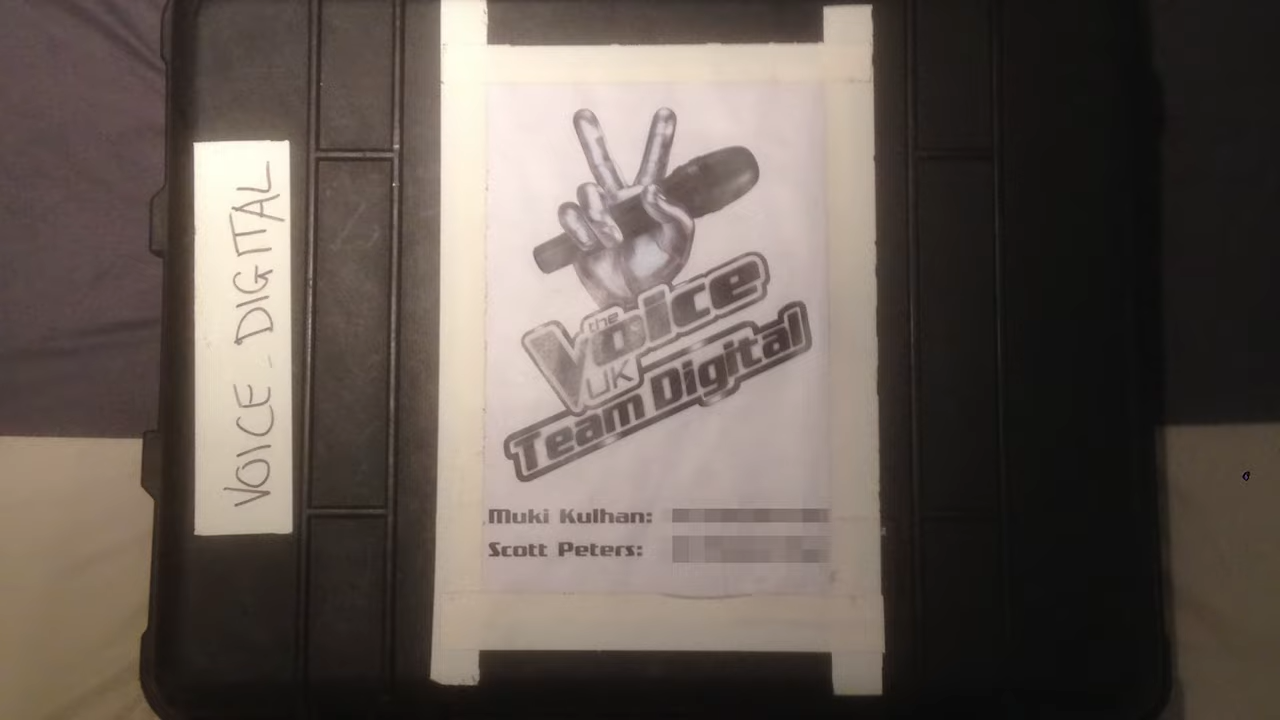 VOICE - DIGITAL
the
Voice
UK
Team Digital
Muki Kulhan:
Scott Peters: